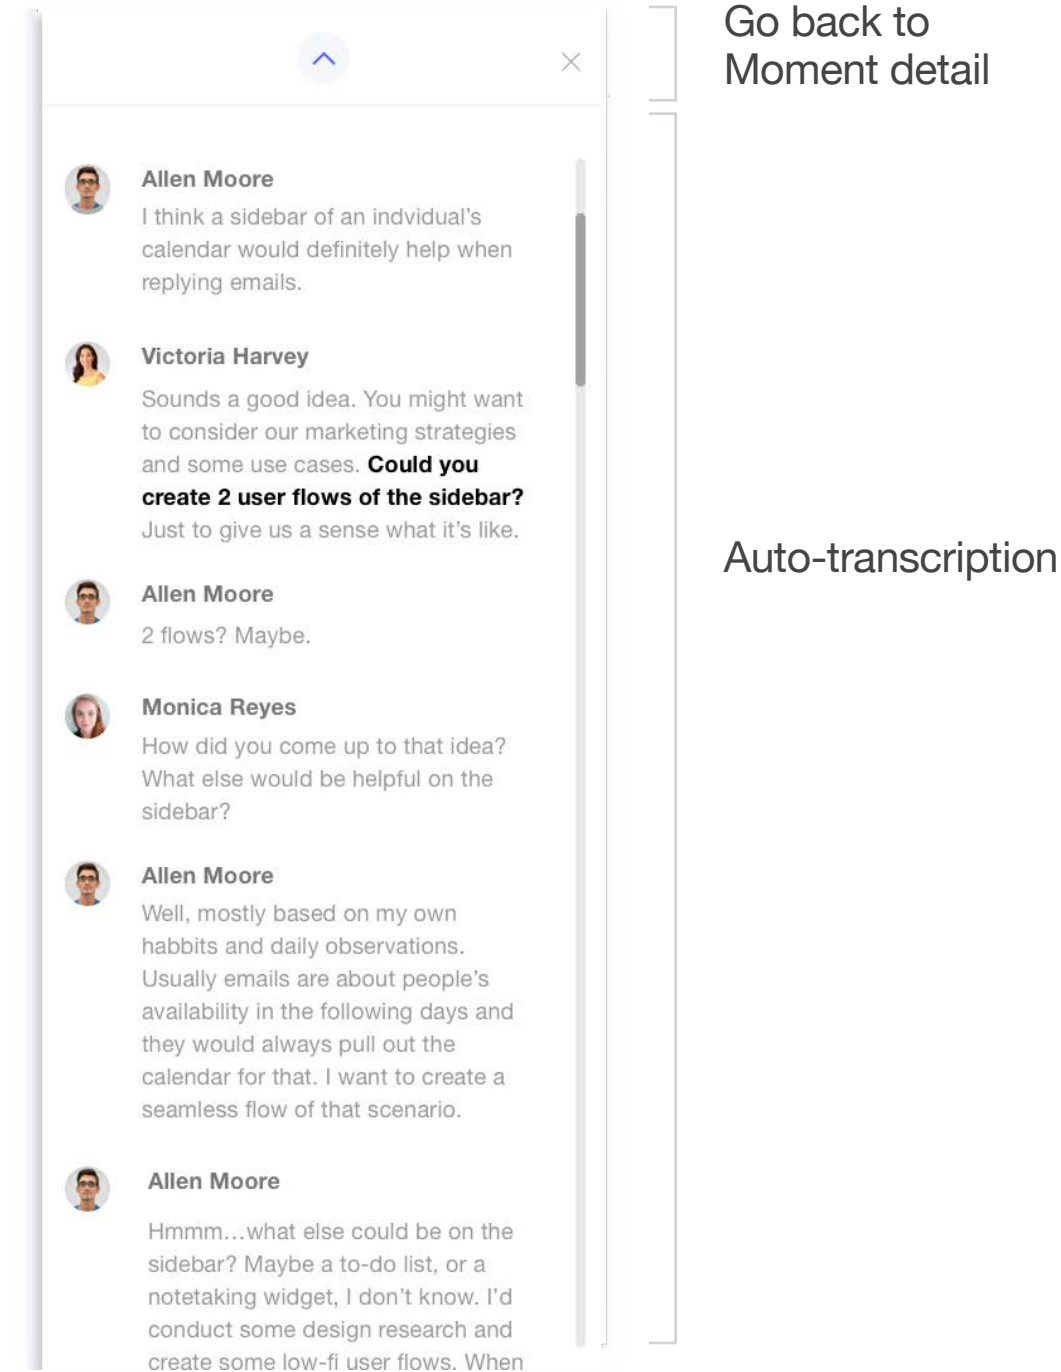 Go back to
Moment detail
Allen Moore
I think a sidebar of an indvidual’s
calendar would definitely help when
replying emails.
Victoria Harvey
Sounds a good idea. You might want
to consider our marketing strategies
and some use cases. Could you
create 2 user flows of the sidebar?
Just to give us a sense what it’s like.
Auto-transcription
Allen Moore
2 flows? Maybe.
Monica Reyes
How did you come up to that idea?
What else would be helpful on the
sidebar?
Allen Moore
Well, mostly based on my own
habbits and daily observations.
Usually emails are about people’s
availability in the following days and
they would always pull out the
calendar for that. I want to create a
seamless flow of that scenario.
Allen Moore
Hmmm…what else could be on the
sidebar? Maybe a to-do list, or a
notetaking widget, I don’t know. I’d
conduct some design research and
create some low-fi user flows. When